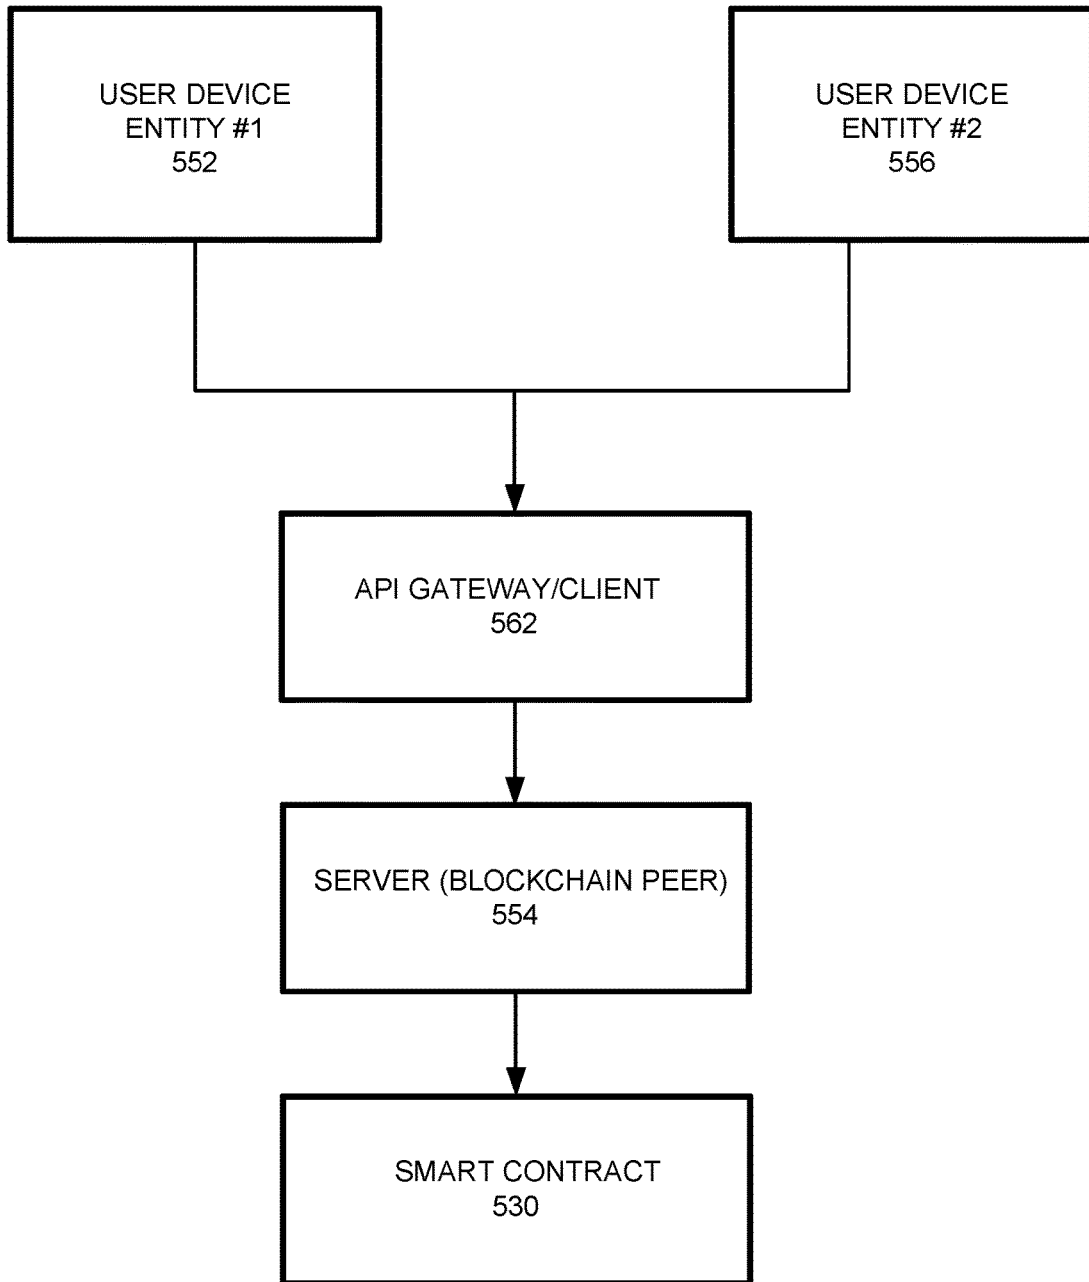 USER DEVICE
ENTITY #1
552
USER DEVICE
ENTITY #2
556
API GATEWAY/CLIENT
562
SERVER (BLOCKCHAIN PEER)
554
SMART CONTRACT
530